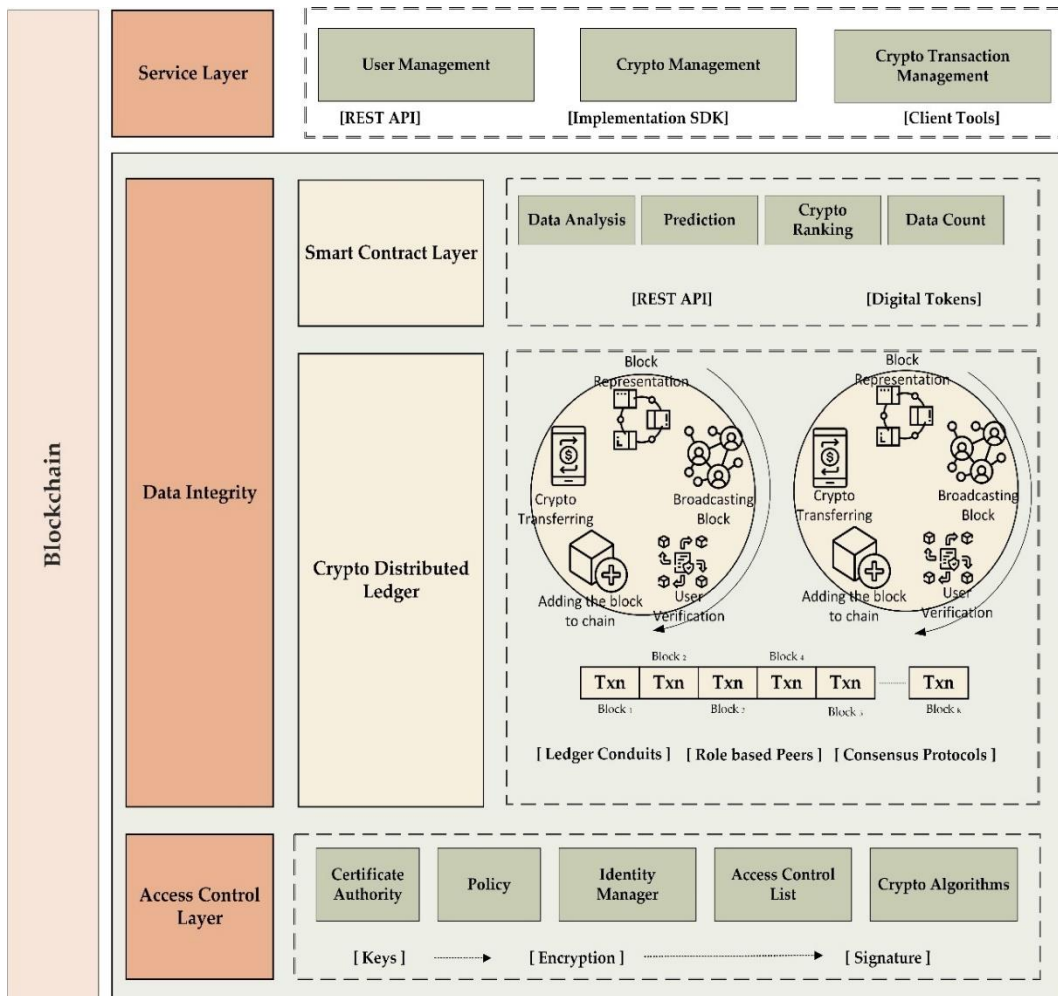 Blockchain
Service Layer
User Management
Crypto Management
Crypto Transaction
Management
[REST API]
[Implementation SDK]
[Client Tools]
Data Integrity
Smart Contract Layer
Data Analysis
Prediction
Crypto
Ranking
Data Count
[REST API]
[Digital Tokens]
Crypto Distributed
Ledger
Block
Representation
Crypto
Transferring
Broadcasting
Block
Adding the block
to chain
User
Verification
Block
Representation
Crypto
Transferring
Broadcasting
Block
Adding the block
to chain
User
Verification
Block 2
Block 4
Txn Txn Txn Txn Txn Txn
Block 1
Block
Block
Block
[ Ledger Conduits ]
[ Role based Peers ]
[ Consensus Protocols ]
Access Control
Layer
Certificate
Authority
Policy
Identity
Manager
Access Control
List
Crypto Algorithms
[ Keys ]
[ Encryption ]
[ Signature ]